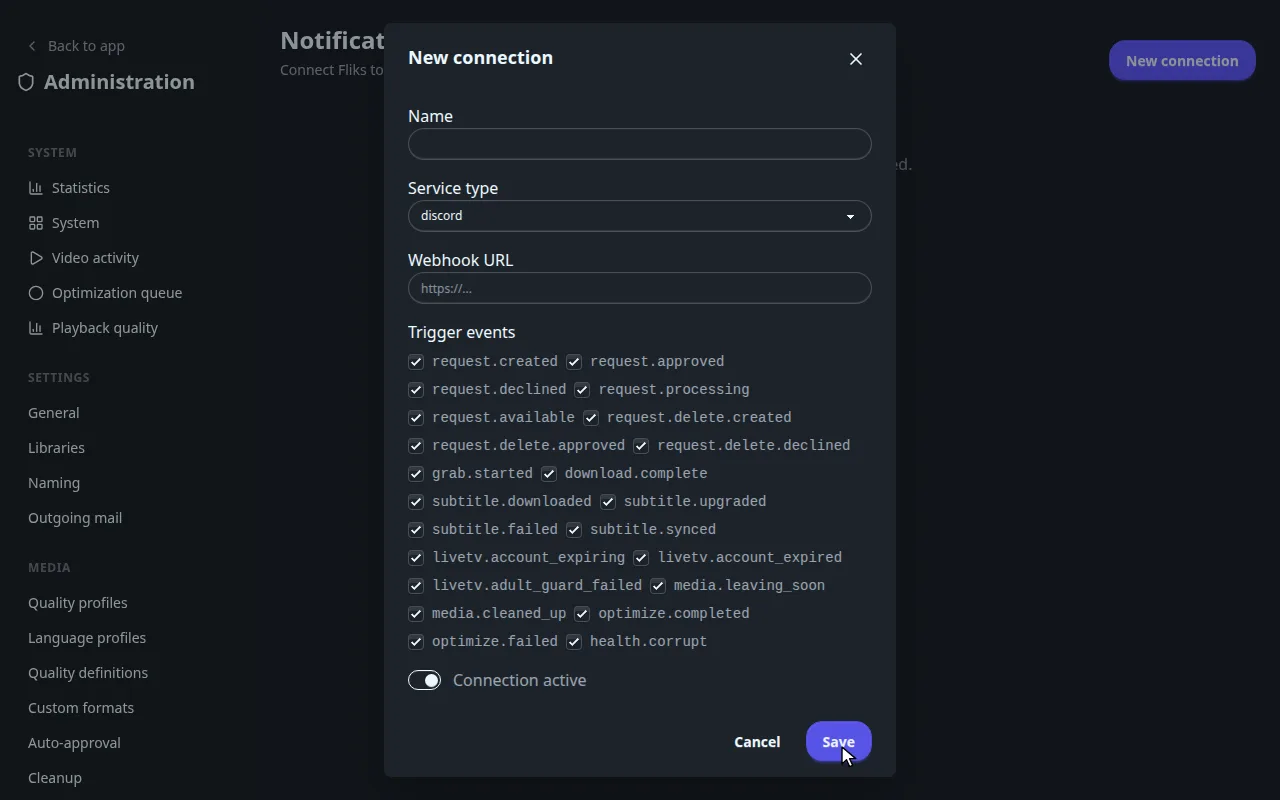 Back to app
Administration
SYSTEM
Statistics
System
Video activity
Optimization queue
Playback quality
SETTINGS
General
Libraries
Naming
Outgoing mail
MEDIA
Quality profiles
Language profiles
Quality definitions
Custom formats
Auto-approval
Cleanup
Notificat
Connect Fliks to
New connection
ed.
New connection
Name
Service type
discord
Webhook URL
https://...
Trigger events
request.created request.approved
request.declined request.processing
request.available request.delete.created
request.delete.approved request.delete.declined
grab.started download.complete
subtitle.downloaded subtitle.upgraded
subtitle.failed subtitle.synced
livetv.account_expiring livetv.account_expired
livetv.adult_guard_failed media.leaving_soon
media.cleaned_up optimize.completed
optimize.failed health.corrupt
Connection active
Cancel Save